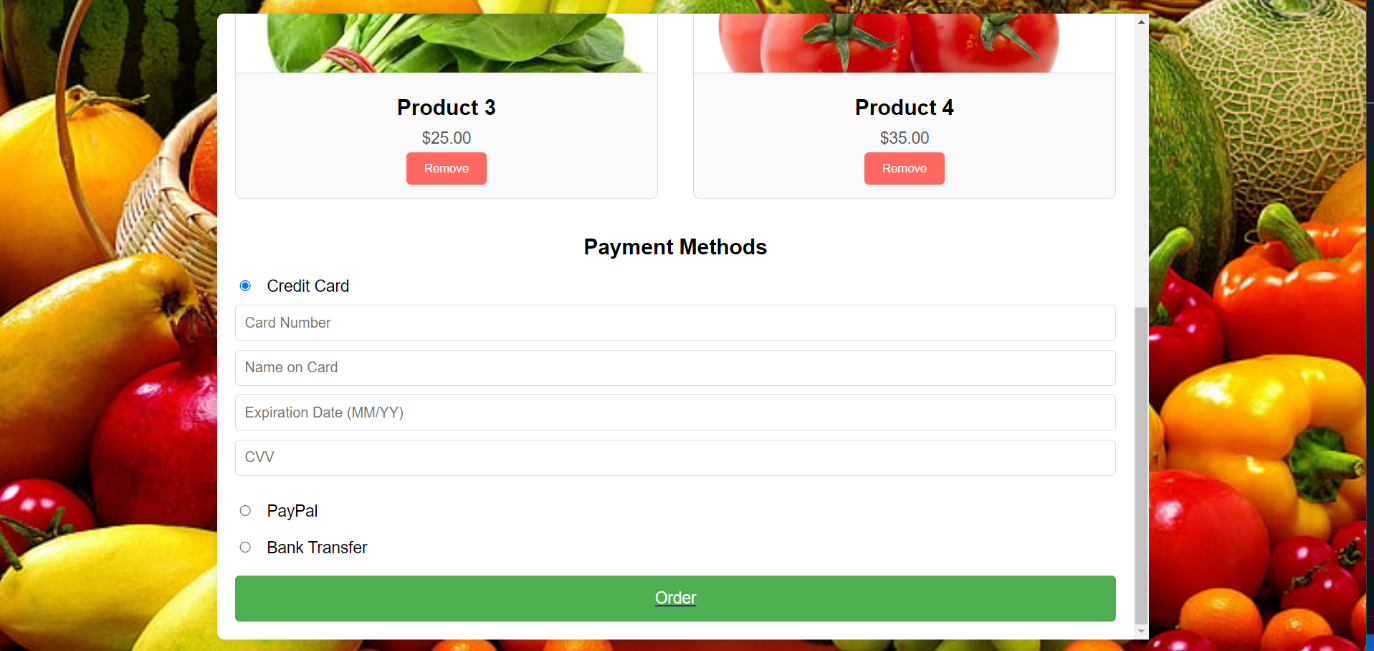 Product 3
$25.00
Remove
Product 4
$35.00
Remove
Payment Methods
Credit Card
Card Number
Name on Card
Expiration Date (MM/YY)
CVV
PayPal
Bank Transfer
Order